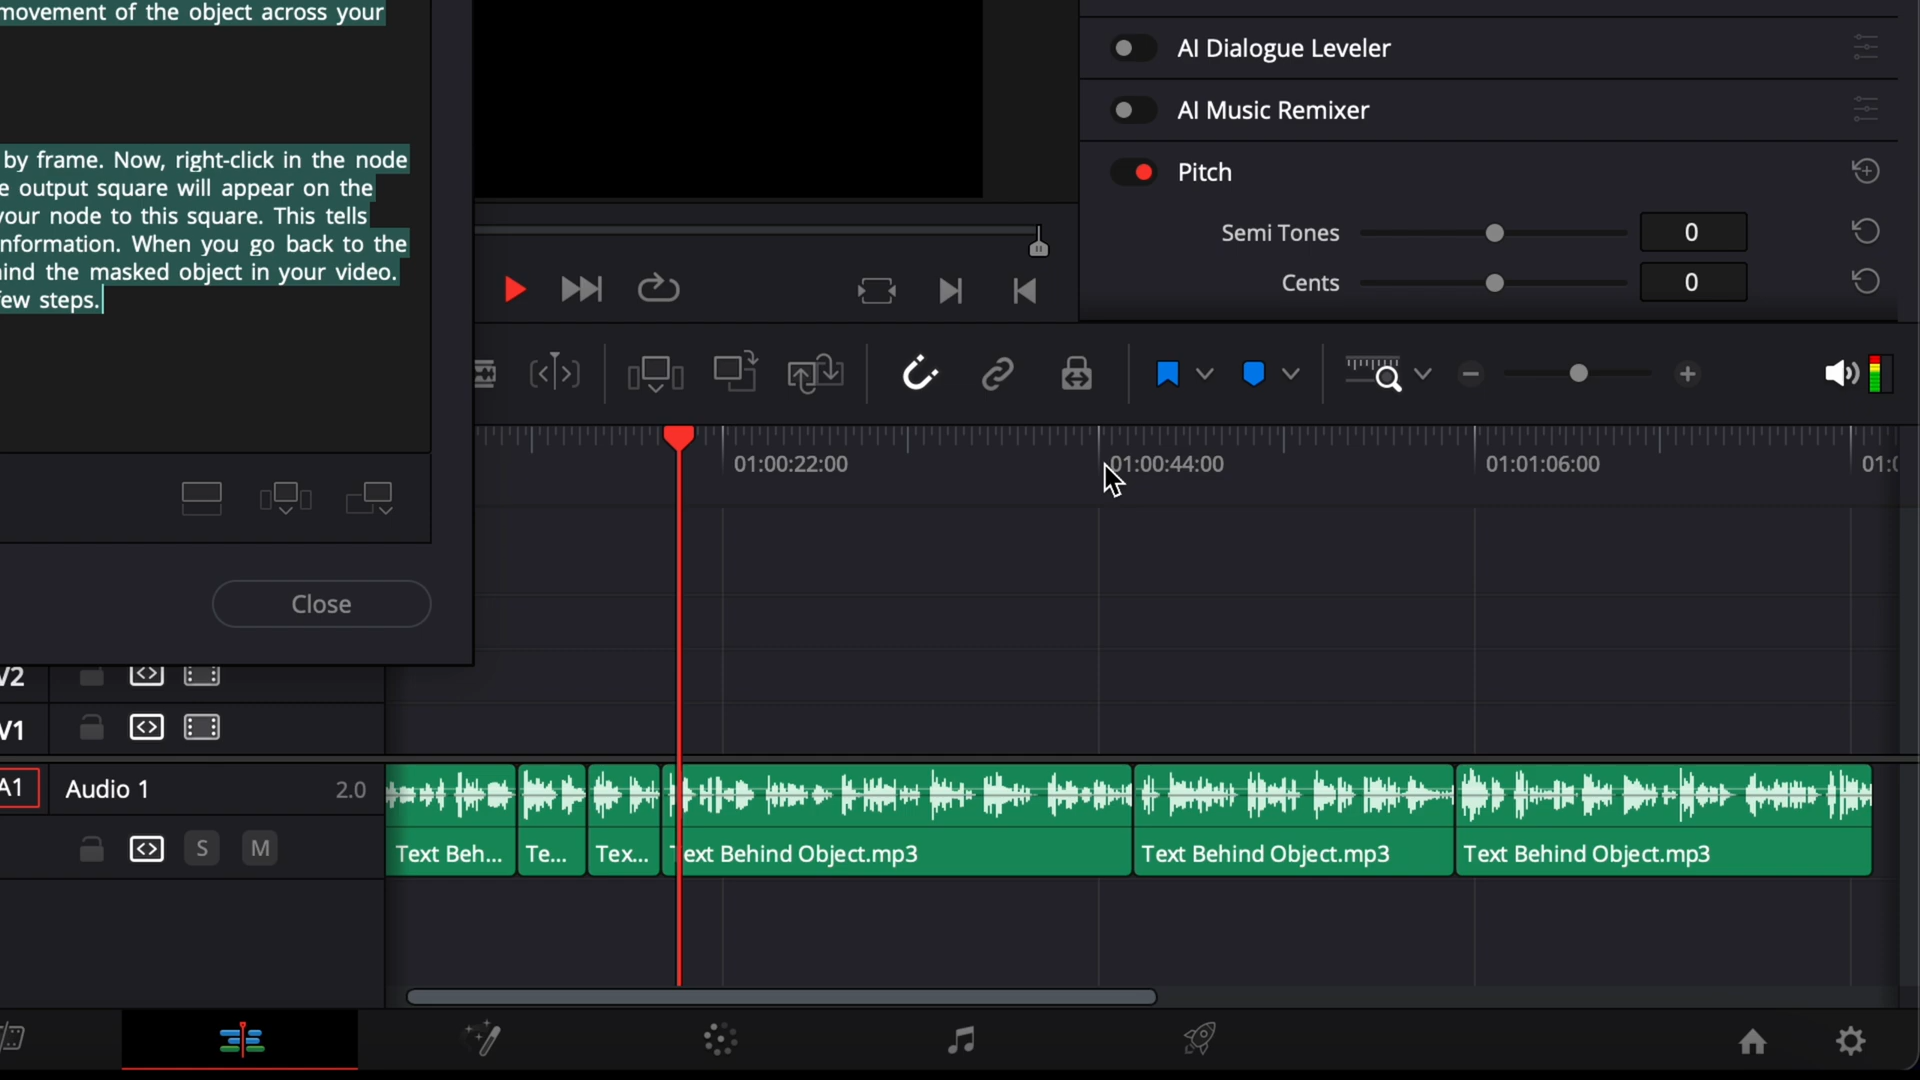 movement of the object across your
by frame. Now, right-click in the node
e output square will appear on the
your node to this square. This tells
nformation. When you go back to the
ind the masked object in your video.
few steps.
Close
AI Dialogue Leveler
AI Music Remixer
Pitch
Semi Tones
0
Cents
0
01:00:22:00
01:00:44:00
01:01:06:00
01:0
V2
V1
A1
Audio 1
2.0
S
M
Text Beh...
Te...
Tex...
Text Behind Object.mp3
Text Behind Object.mp3
Text Behind Object.mp3